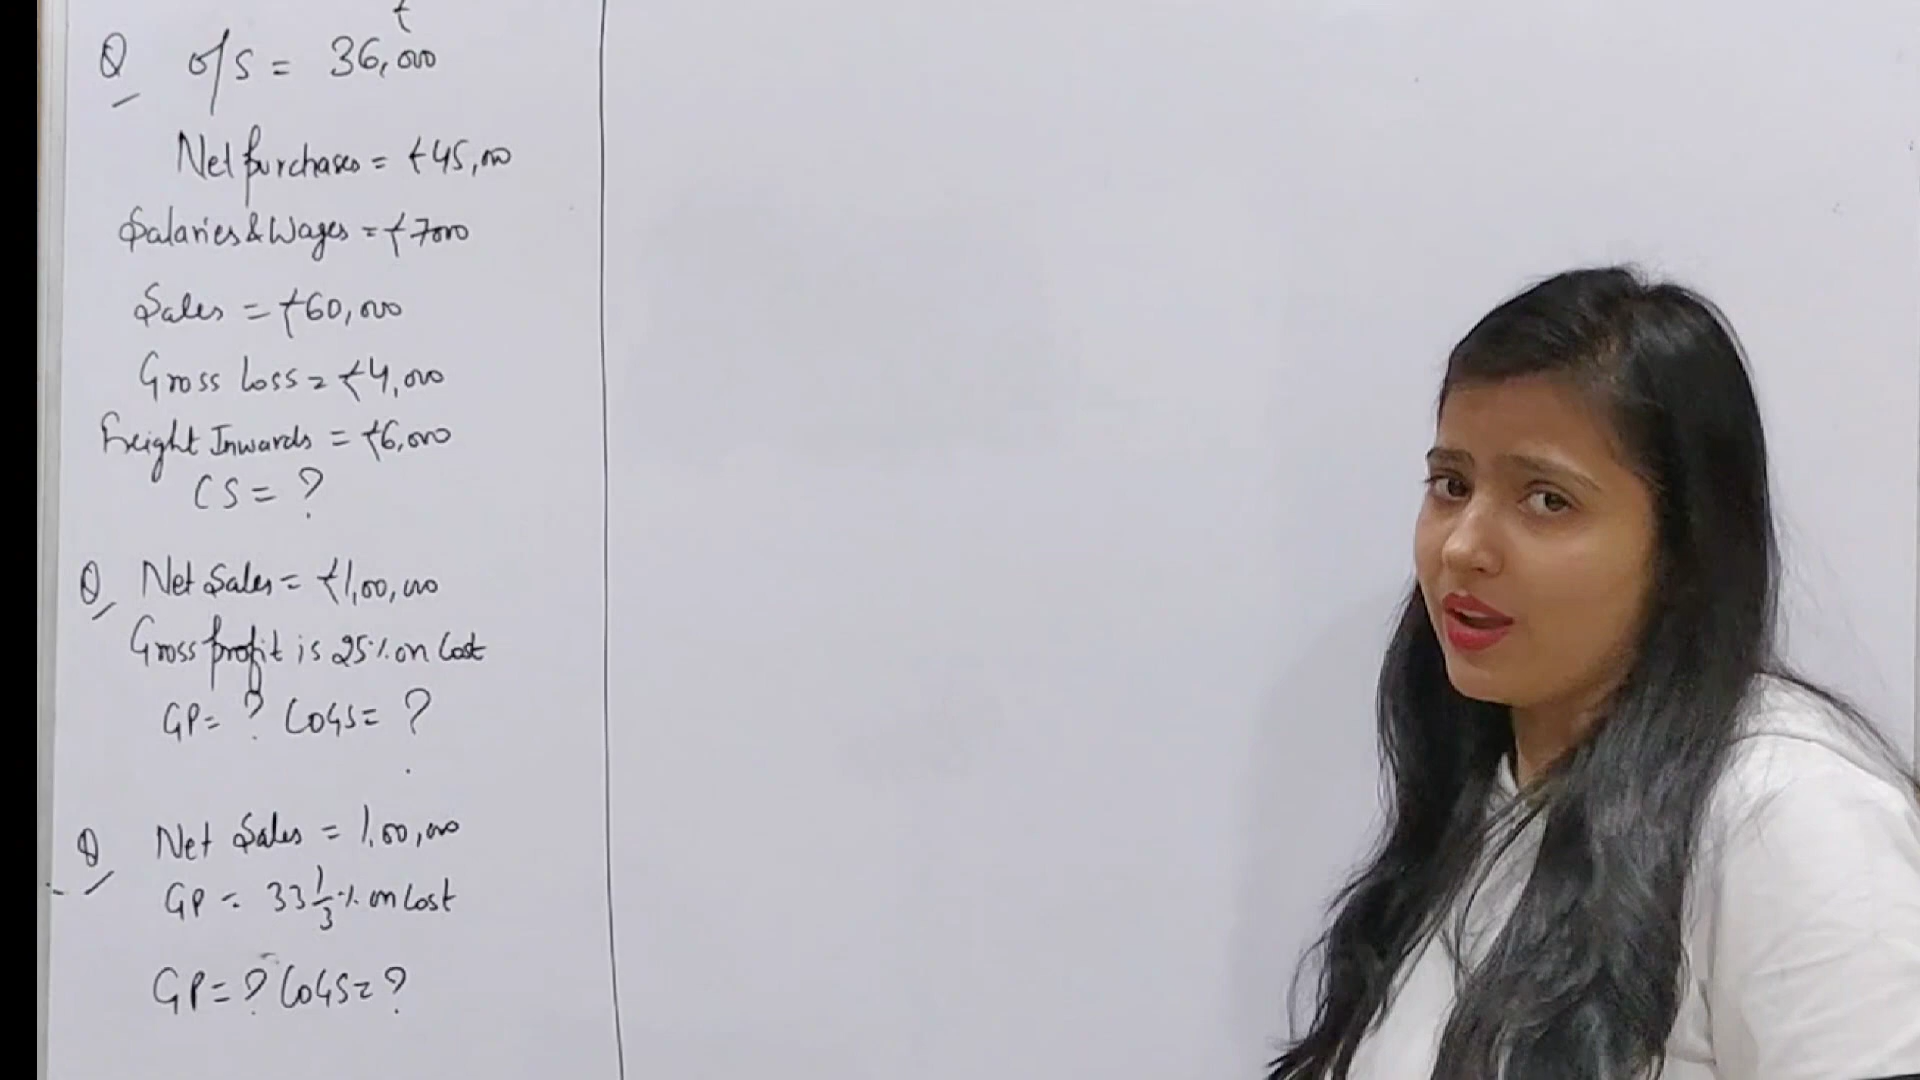 ₹
Q O/S = 36,000
Net purchases = ₹45,000
Salaries & Wages = ₹7000
Sales = ₹60,000
Gross Loss = ₹4,000
Freight Inwards = ₹6,000
CS = ?
Q Net Sales = ₹1,00,000
Gross profit is 25% on Cost
GP = ? COGS = ?
Q Net Sales = 1,00,000
GP = 33 1/3 % on Cost
GP = ? COGS = ?